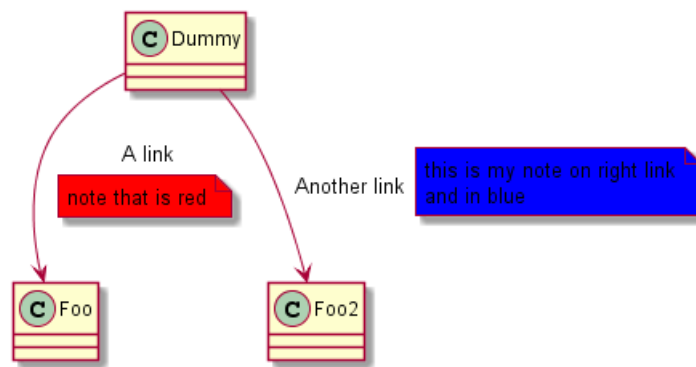 C Dummy
A link
note that is red
Another link
this is my note on right link
and in blue
C Foo
C Foo2